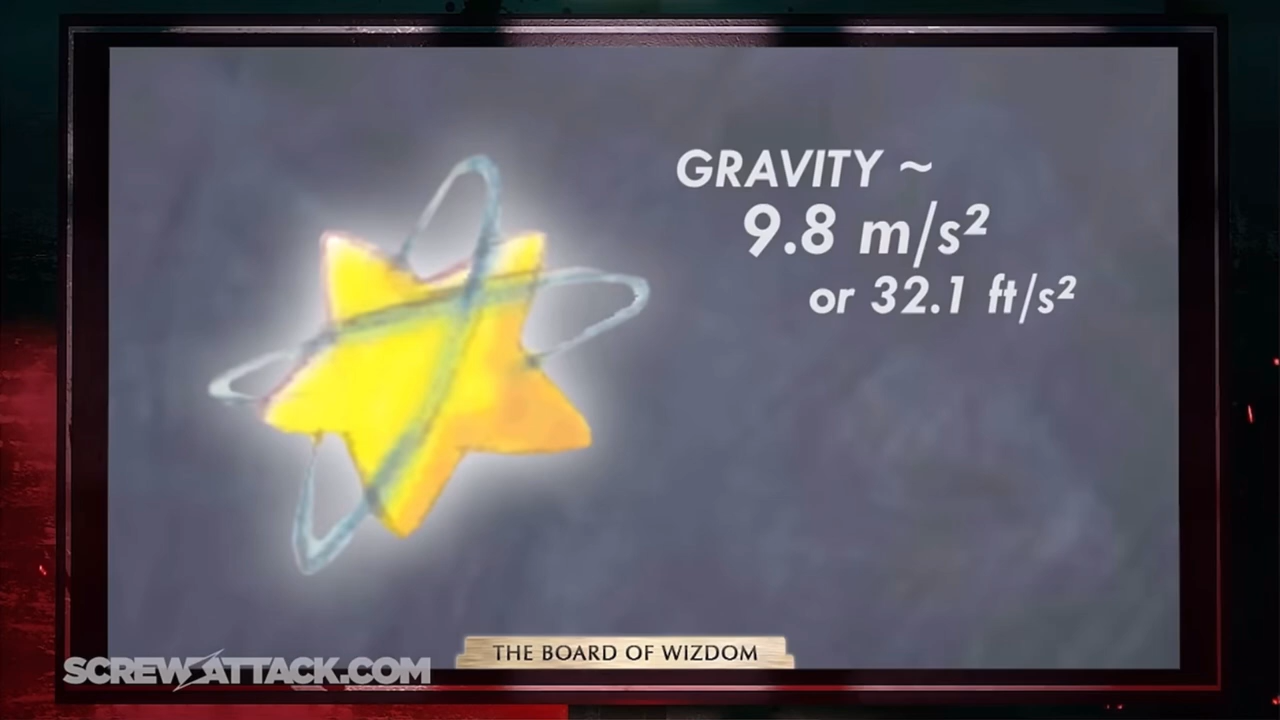 GRAVITY ~
9.8 m/s²
or 32.1 ft/s²
THE BOARD OF WIZDOM
SCREWATTACK.COM